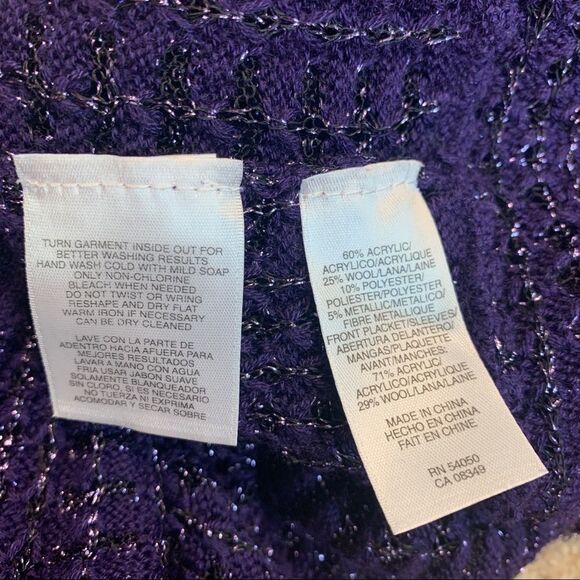 TURN GARMENT INSIDE OUT FOR
BETTER WASHING RESULTS
HAND WASH COLD WITH MILD SOAP
ONLY NON-CHLORINE
BLEACH WHEN NEEDED
DO NOT TWIST OR WRING
RESHAPE AND DRY FLAT
WARM IRON IF NECESSARY
CAN BE DRY CLEANED
LAVE CON LA PARTE DE
ADENTRO HACIA AFUERA PARA
MEJORES RESULTADOS
LAVAR A MANO CON AGUA
FRIA USAR JABON SUAVE
SOLAMENTE BLANQUEADOR
SIN CLORO, SI ES NECESARIO
NO TUERZA NI EXPRIMA
ACOMODAR Y SECAR SOBRE
60% ACRYLIC/
ACRILICO/ACRYLIQUE
25% WOOL/LANA/LAINE
10% POLYESTER/
POLIESTER/POLYESTER
5% METALLIC/METALICO/
FIBRE METALLIQUE
FRONT PLACKET/SLEEVES/
ABERTURA DELANTERO/
MANGAS/PLAQUETTE
AVANT/MANCHES:
71% ACRYLIC/
ACRILICO/ACRYLIQUE
29% WOOL/LANA/LAINE
MADE IN CHINA
HECHO EN CHINA
FAIT EN CHINE.
RN 54050
CA 08349